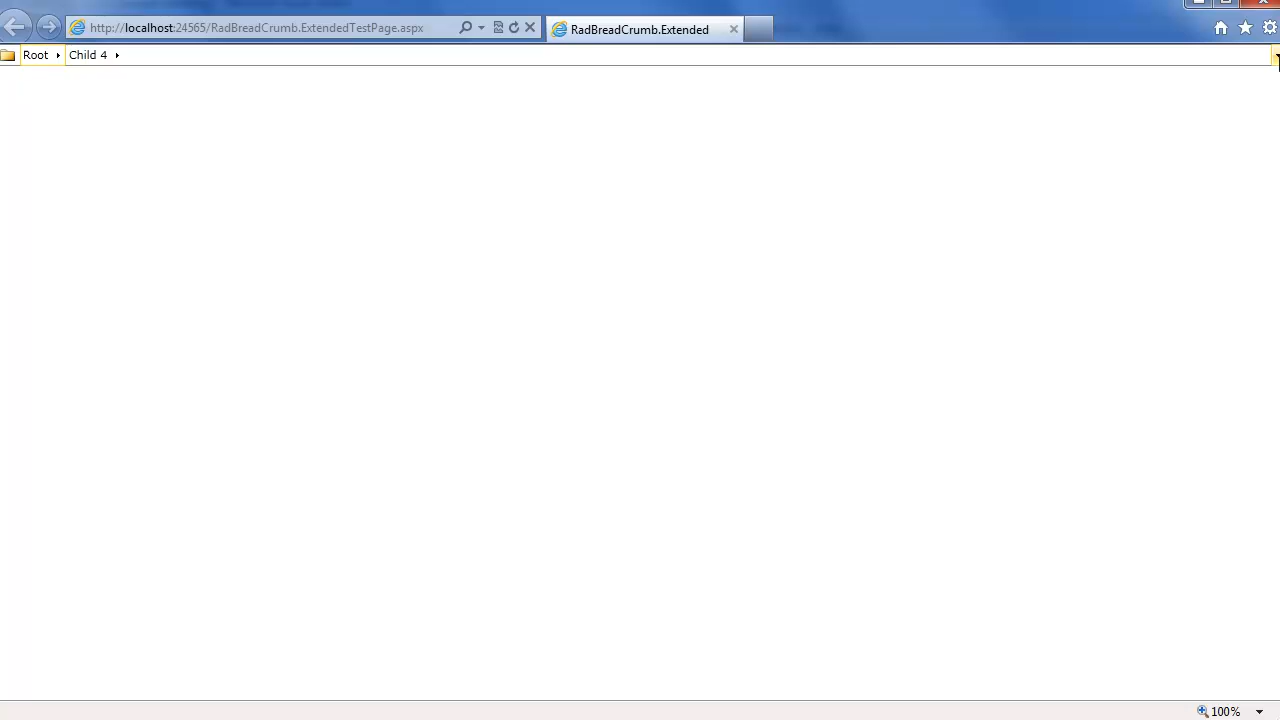 http://localhost:24565/RadBreadCrumb.ExtendedTestPage.aspx
RadBreadCrumb.Extended
Root
Child 4
100%